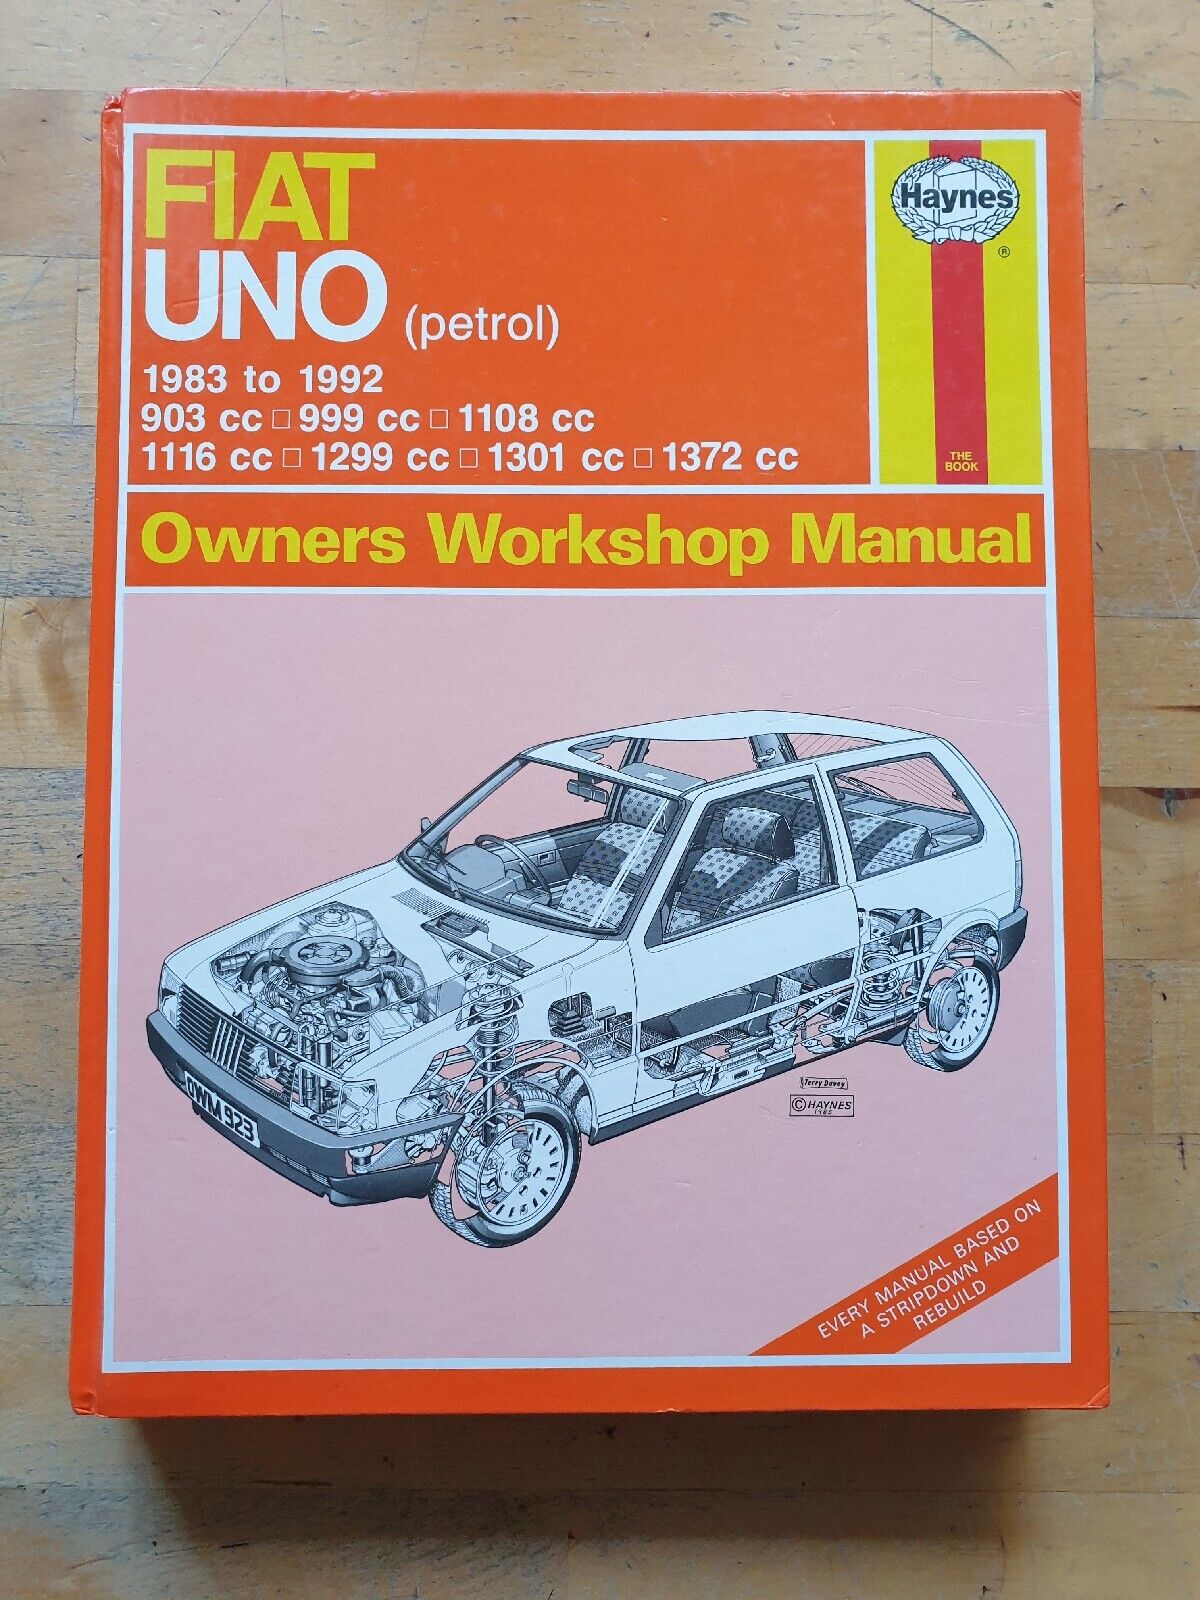 FIAT
UNO (petrol)
1983 to 1992
903 cc □ 999 cc □ 1108 cc
1116 cc □ 1299 cc □ 1301 cc □ 1372 cc
Haynes
®
THE
BOOK
Owners Workshop Manual
OWM 923
Terry Davey
© HAYNES
1985
EVERY MANUAL BASED ON
A STRIPDOWN AND
REBUILD